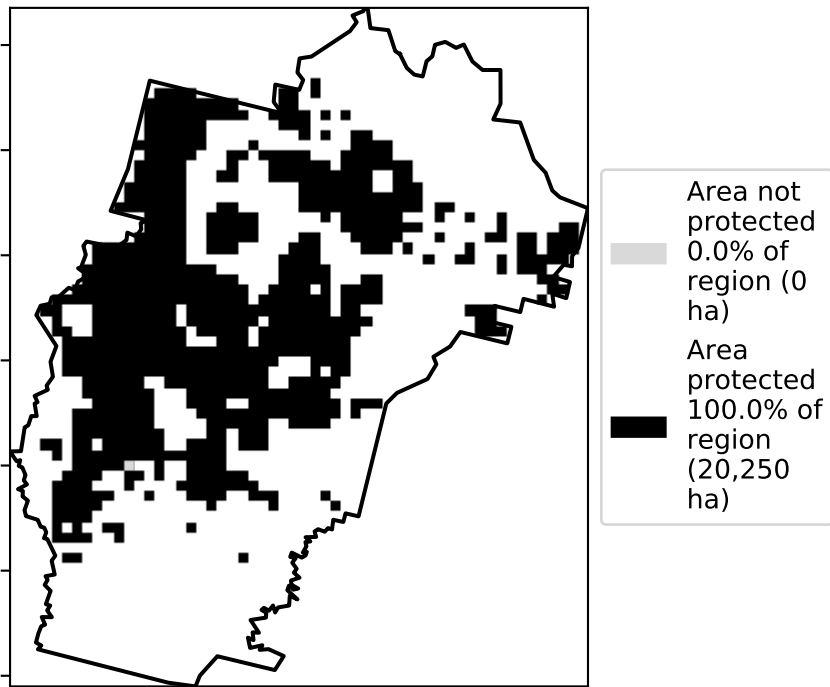 Area not
protected
0.0% of
region (0
ha)
Area
protected
100.0% of
region
(20,250
ha)